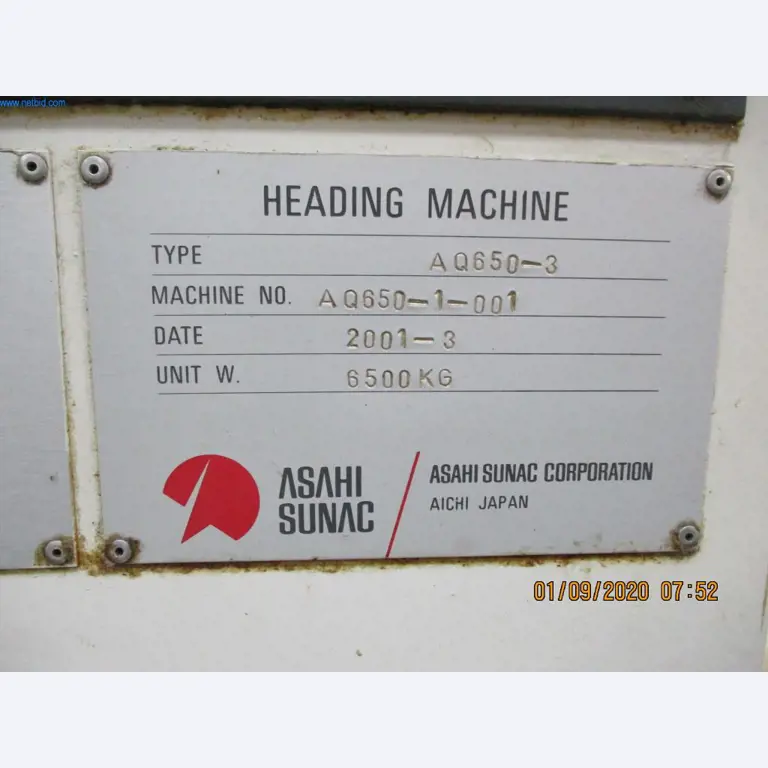 www.netbid.com
HEADING MACHINE
TYPE AQ650-3
MACHINE NO. AQ650-1-001
DATE 2001-3
UNIT W. 6500KG
ASAHI SUNAC
ASAHI SUNAC CORPORATION
AICHI JAPAN
01/09/2020 07:52